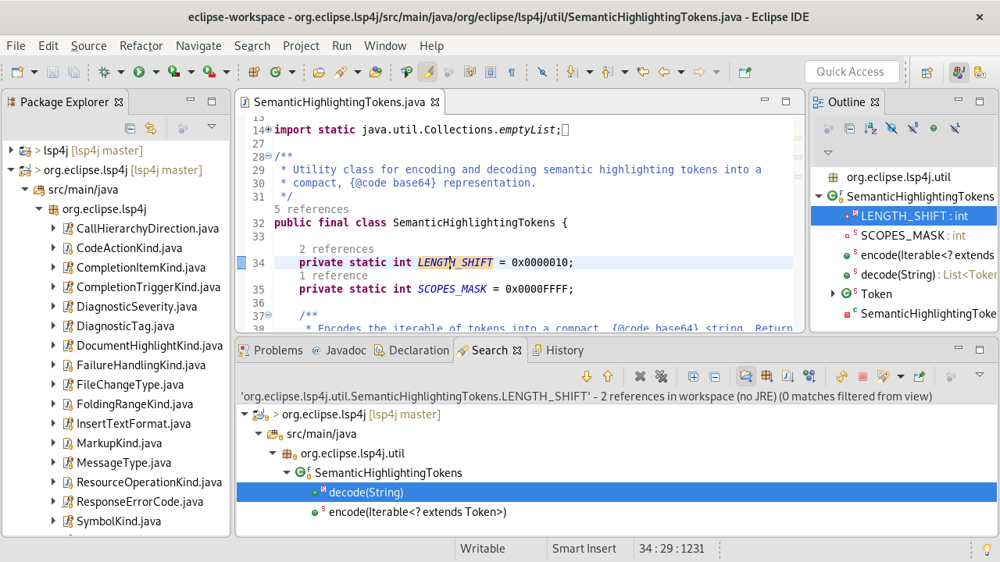 eclipse-workspace - org.eclipse.lsp4j/src/main/java/org/eclipse/lsp4j/util/SemanticHighlightingTokens.java - Eclipse IDE
File Edit Source Refactor Navigate Search Project Run Window Help
Quick Access
Package Explorer
> lsp4j [lsp4j master]
> org.eclipse.lsp4j [lsp4j master]
src/main/java
org.eclipse.lsp4j
CallHierarchyDirection.java
CodeActionKind.java
CompletionItemKind.java
CompletionTriggerKind.java
DiagnosticSeverity.java
DiagnosticTag.java
DocumentHighlightKind.java
FailureHandlingKind.java
FileChangeType.java
FoldingRangeKind.java
InsertTextFormat.java
MarkupKind.java
MessageType.java
ResourceOperationKind.java
ResponseErrorCode.java
SymbolKind.java
SemanticHighlightingTokens.java
13
14 import static java.util.Collections.emptyList;
27
28 /**
29 * Utility class for encoding and decoding semantic highlighting tokens into a
30 * compact, {@code base64} representation.
31 */
5 references
32 public final class SemanticHighlightingTokens {
33
2 references
34 private static int LENGTH_SHIFT = 0x0000010;
1 reference
35 private static int SCOPES_MASK = 0x0000FFFF;
36
37 /**
38 * Encodes the iterable of tokens into a compact, {@code base64} string. Return
Outline
org.eclipse.lsp4j.util
SemanticHighlightingTokens
LENGTH_SHIFT : int
SCOPES_MASK : int
encode(Iterable<? extends
decode(String) : List<Token
Token
SemanticHighlightingToke
Problems Javadoc Declaration Search History
'org.eclipse.lsp4j.util.SemanticHighlightingTokens.LENGTH_SHIFT' - 2 references in workspace (no JRE) (0 matches filtered from view)
> org.eclipse.lsp4j [lsp4j master]
src/main/java
org.eclipse.lsp4j.util
SemanticHighlightingTokens
decode(String)
encode(Iterable<? extends Token>)
Writable Smart Insert 34 : 29 : 1231